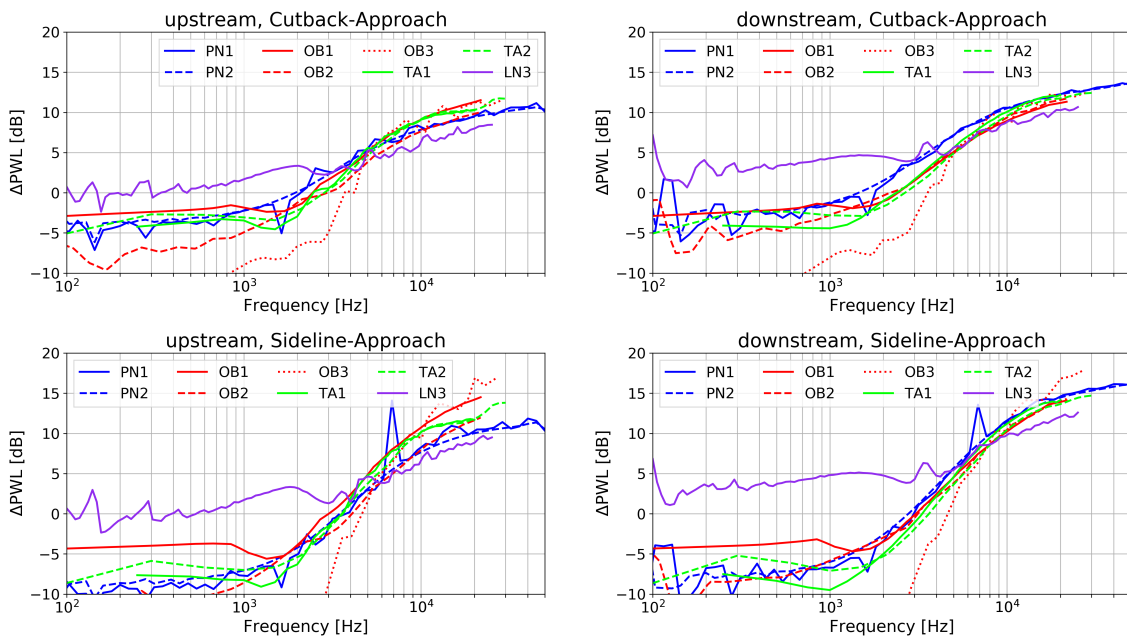 upstream, Cutback-Approach
20
15
10
5
0
−5
−10
ΔPWL [dB]
PN1 OB1 OB3 TA2
PN2 OB2 TA1 LN3
10² 10³ 10⁴
Frequency [Hz]
downstream, Cutback-Approach
20
15
10
5
0
−5
−10
ΔPWL [dB]
PN1 OB1 OB3 TA2
PN2 OB2 TA1 LN3
10² 10³ 10⁴
Frequency [Hz]
upstream, Sideline-Approach
20
15
10
5
0
−5
−10
ΔPWL [dB]
PN1 OB1 OB3 TA2
PN2 OB2 TA1 LN3
10² 10³ 10⁴
Frequency [Hz]
downstream, Sideline-Approach
20
15
10
5
0
−5
−10
ΔPWL [dB]
PN1 OB1 OB3 TA2
PN2 OB2 TA1 LN3
10² 10³ 10⁴
Frequency [Hz]